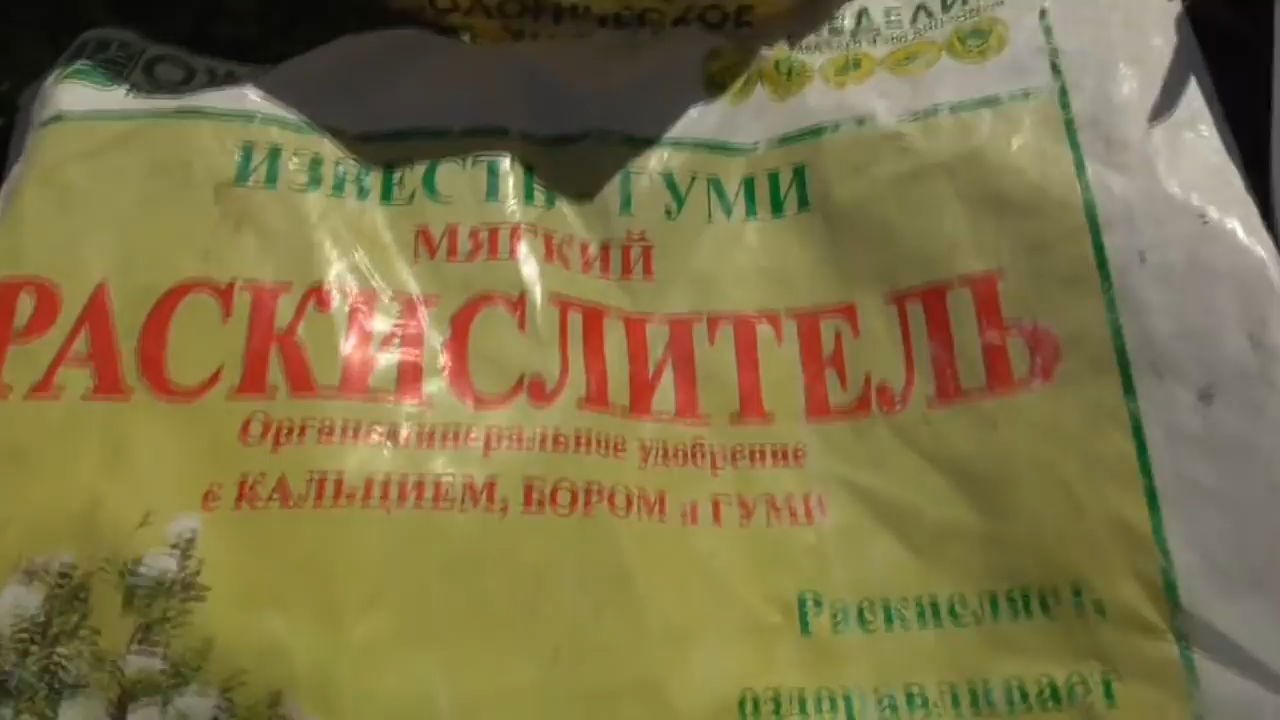 ИЗВЕСТЬ ГУМИ
МЯГКИЙ
РАСКИСЛИТЕЛЬ
Органоминеральное удобрение
с КАЛЬЦИЕМ, БОРОМ и ГУМИ
Раскисляет,
оздоравливает